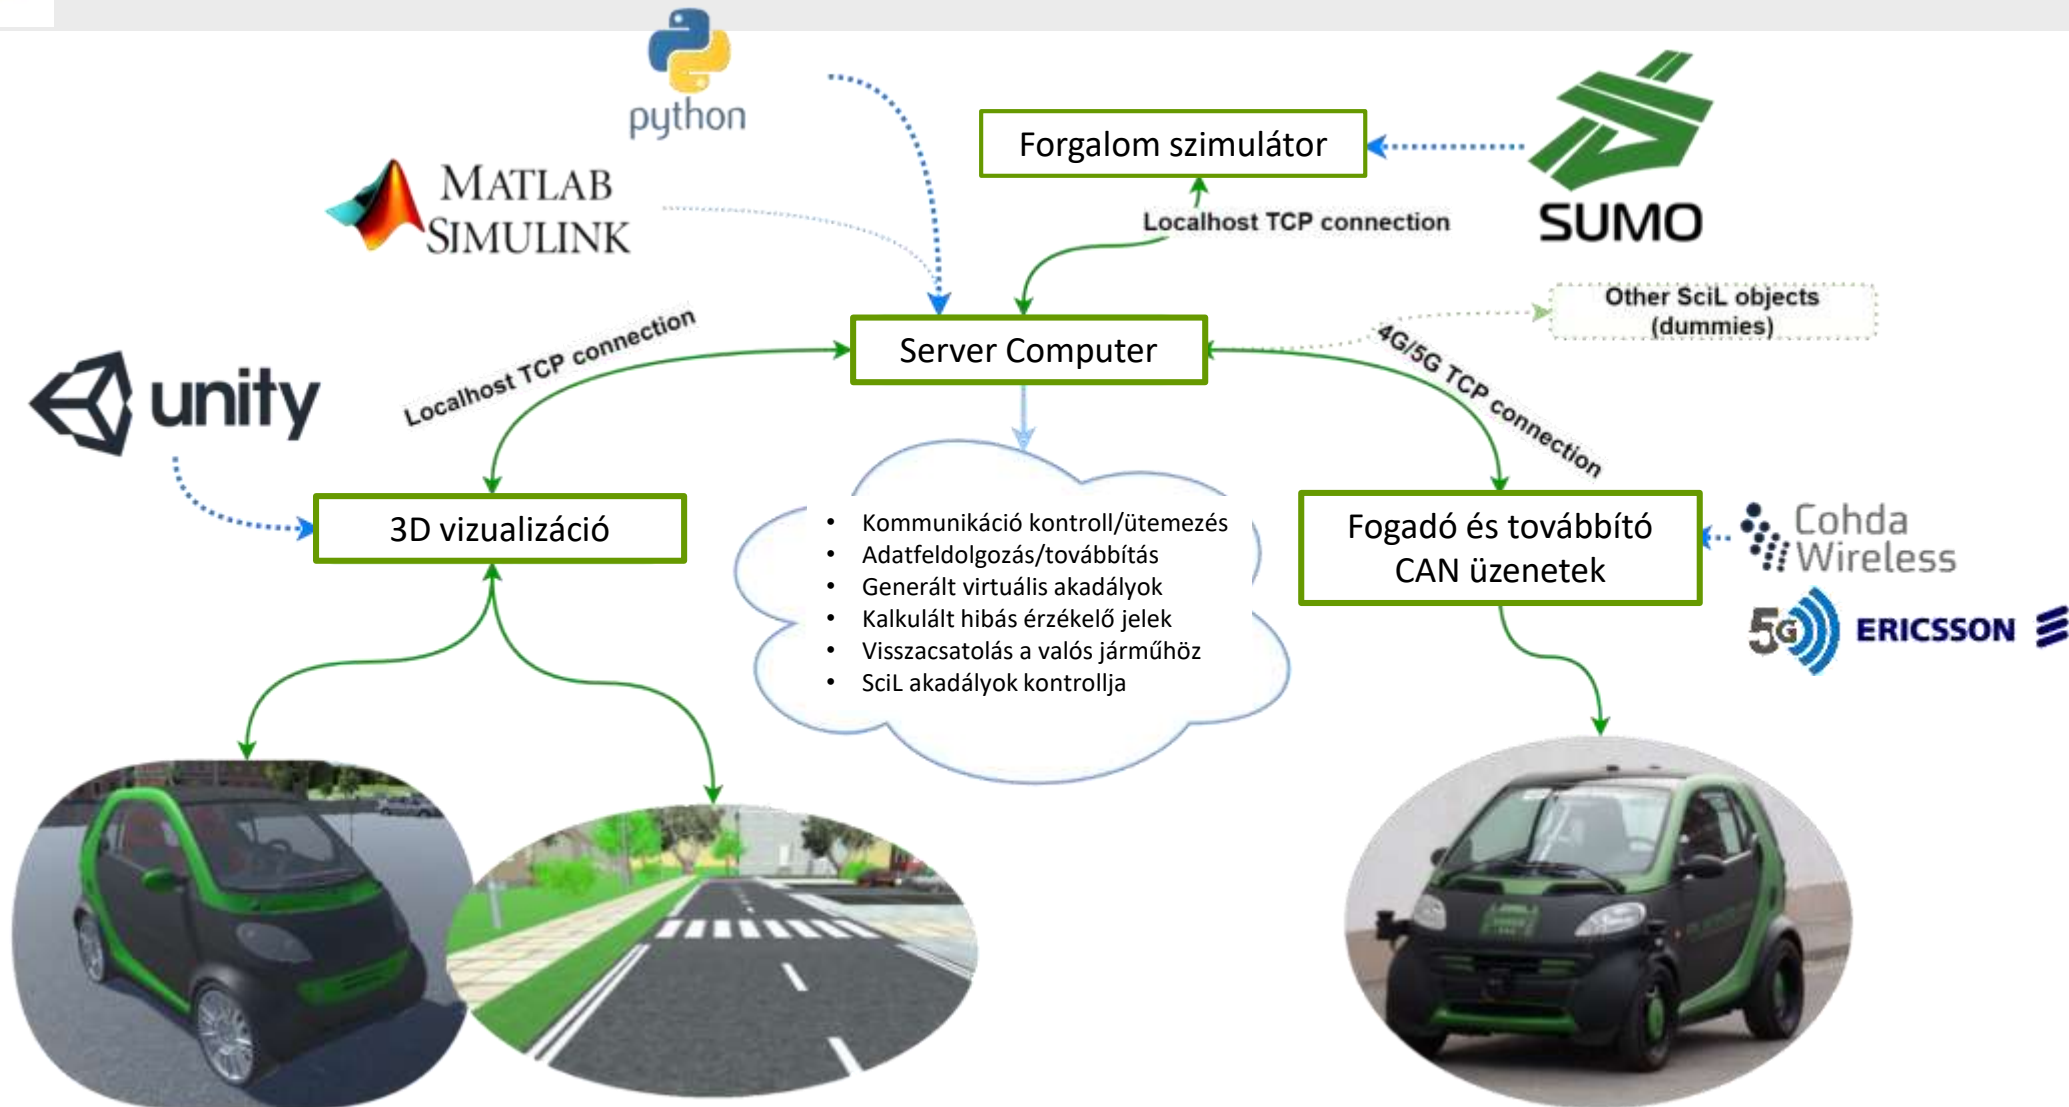 python
MATLAB
SIMULINK
Forgalom szimulátor
SUMO
Localhost TCP connection
Other SciL objects
(dummies)
Server Computer
Localhost TCP connection
4G/5G TCP connection
unity
3D vizualizáció
• Kommunikáció kontroll/ütemezés
• Adatfeldolgozás/továbbítás
• Generált virtuális akadályok
• Kalkulált hibás érzékelő jelek
• Visszacsatolás a valós járműhöz
• SciL akadályok kontrollja
Fogadó és továbbító
CAN üzenetek
Cohda
Wireless
5G
ERICSSON